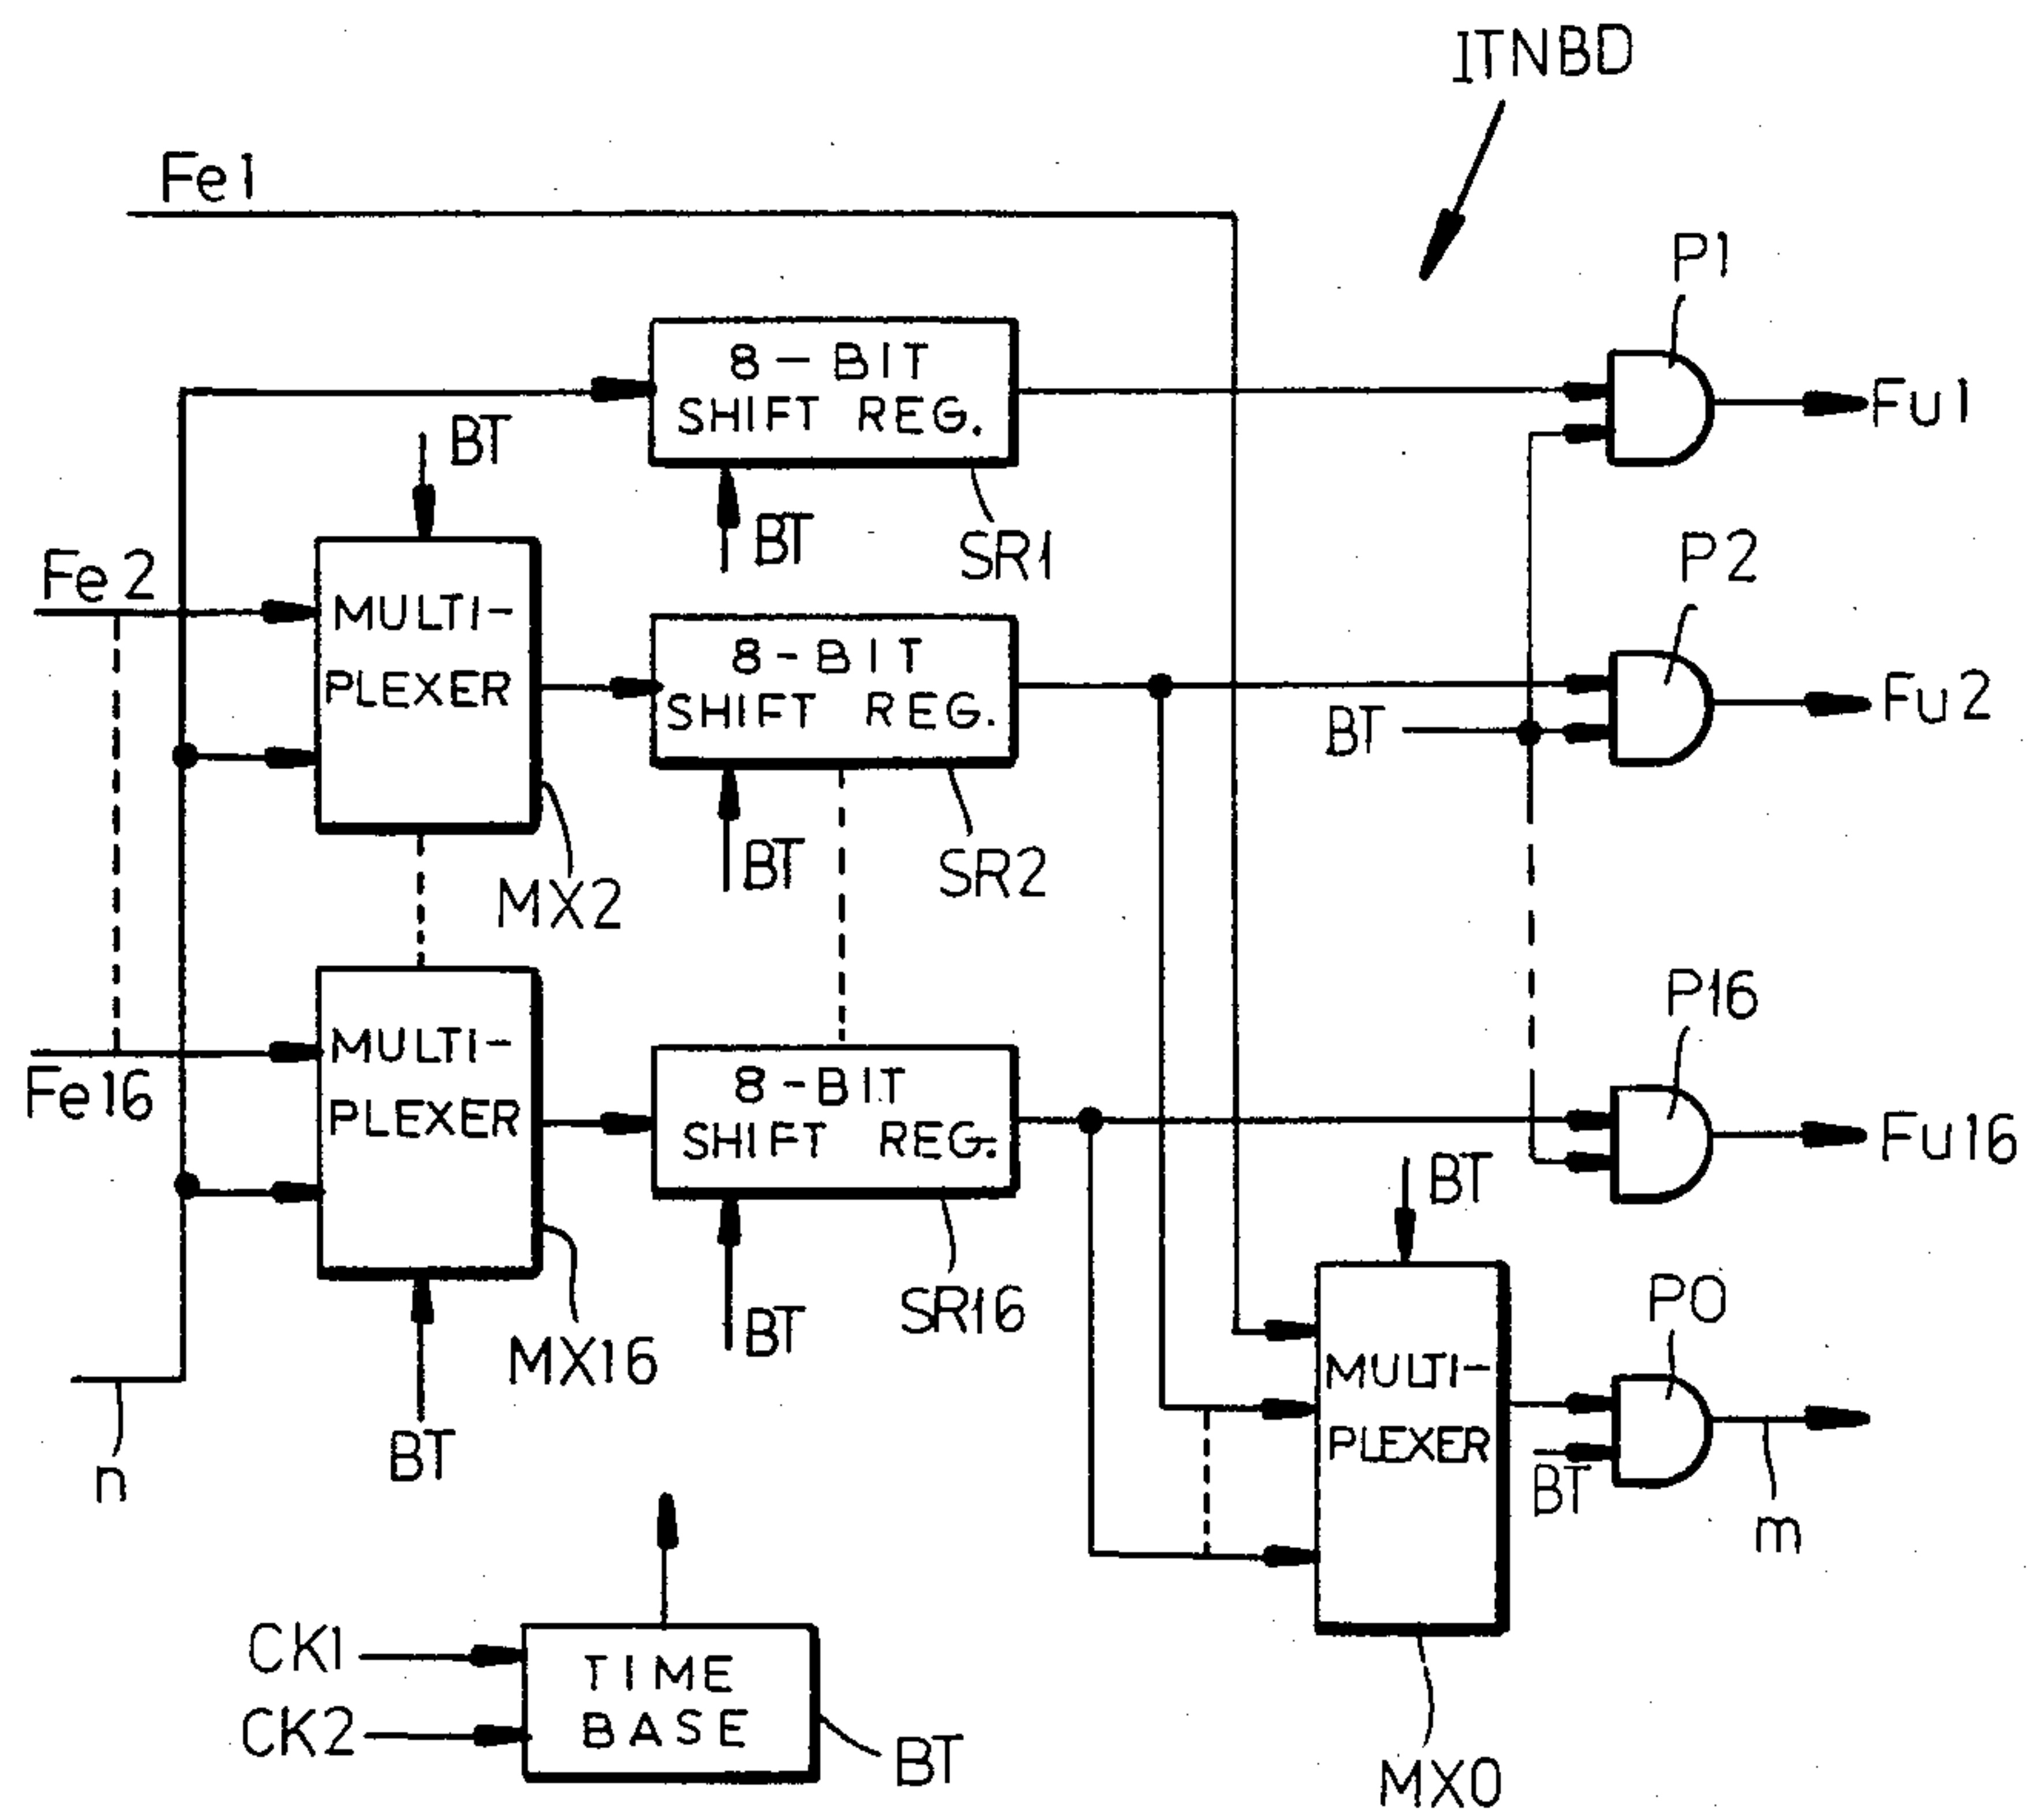 ITNBD
Fe1
P1
8-BIT
SHIFT REG.
Fu1
BT
BT
SR1
P2
Fe2
MULTI-
PLEXER
8-BIT
SHIFT REG.
Fu2
BT
BT
SR2
MX2
P16
Fe16
MULTI-
PLEXER
8-BIT
SHIFT REG.
Fu16
BT
BT
SR16
P0
MX16
MULTI-
PLEXER
BT
BT
n
m
CK1
CK2
TIME
BASE
BT
MX0